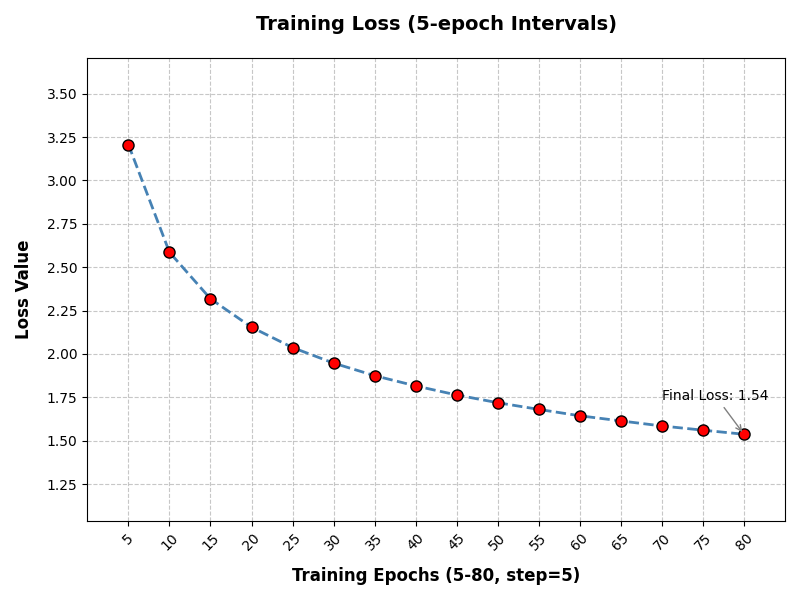 Training Loss (5-epoch Intervals)
Loss Value
3.50
3.25
3.00
2.75
2.50
2.25
2.00
1.75
1.50
1.25
Final Loss: 1.54
5 10 15 20 25 30 35 40 45 50 55 60 65 70 75 80
Training Epochs (5-80, step=5)